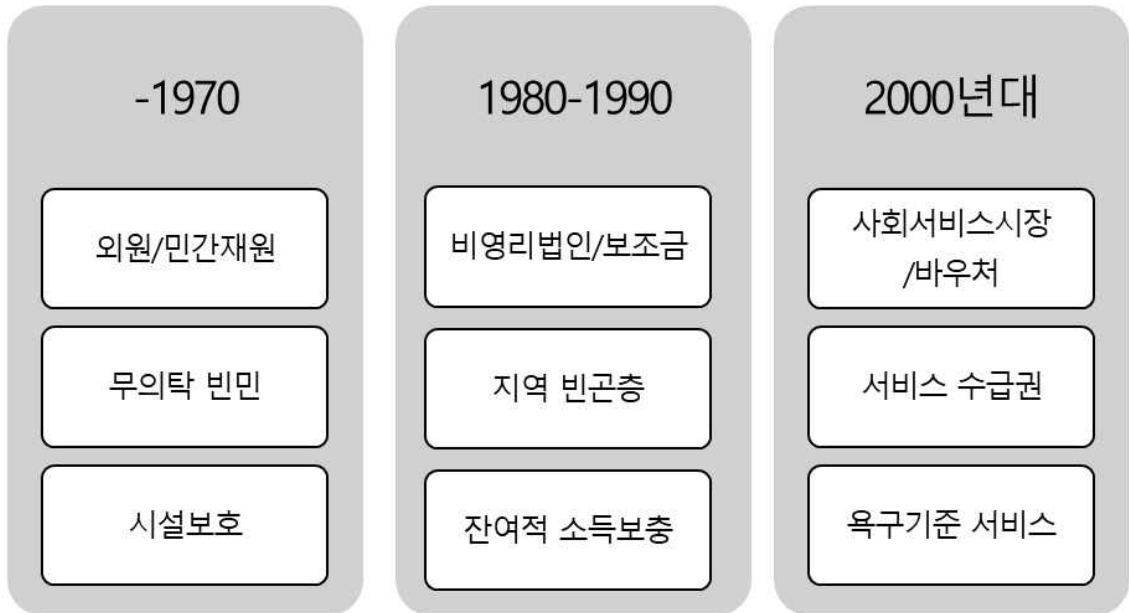 -1970
외원/민간재원
무의탁 빈민
시설보호
1980-1990
비영리법인/보조금
지역 빈곤층
잔여적 소득보충
2000년대
사회서비스시장
/바우처
서비스 수급권
욕구기준 서비스